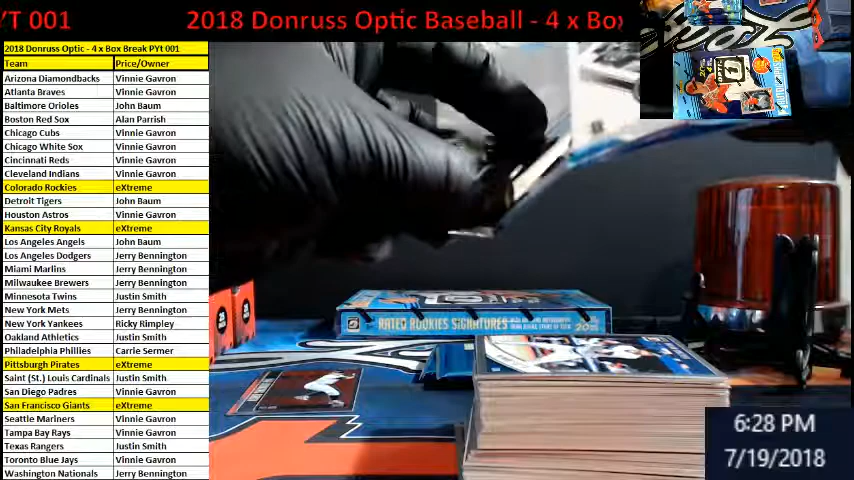 YT 001
2018 Donruss Optic Baseball - 4 x Box
2018 Donruss Optic - 4 x Box Break PYt 001
Team Price/Owner
Arizona Diamondbacks Vinnie Gavron
Atlanta Braves Vinnie Gavron
Baltimore Orioles John Baum
Boston Red Sox Alan Parrish
Chicago Cubs Vinnie Gavron
Chicago White Sox Vinnie Gavron
Cincinnati Reds Vinnie Gavron
Cleveland Indians Vinnie Gavron
Colorado Rockies eXtreme
Detroit Tigers John Baum
Houston Astros Vinnie Gavron
Kansas City Royals eXtreme
Los Angeles Angels John Baum
Los Angeles Dodgers Jerry Bennington
Miami Marlins Jerry Bennington
Milwaukee Brewers Jerry Bennington
Minnesota Twins Justin Smith
New York Mets Jerry Bennington
New York Yankees Ricky Rimpley
Oakland Athletics Justin Smith
Philadelphia Phillies Carrie Sermer
Pittsburgh Pirates eXtreme
Saint (St.) Louis Cardinals Justin Smith
San Diego Padres Vinnie Gavron
San Francisco Giants eXtreme
Seattle Mariners Vinnie Gavron
Tampa Bay Rays Vinnie Gavron
Texas Rangers Justin Smith
Toronto Blue Jays Vinnie Gavron
Washington Nationals Jerry Bennington
OPTIC
RATED ROOKIES SIGNATURES
20
6:28 PM
7/19/2018